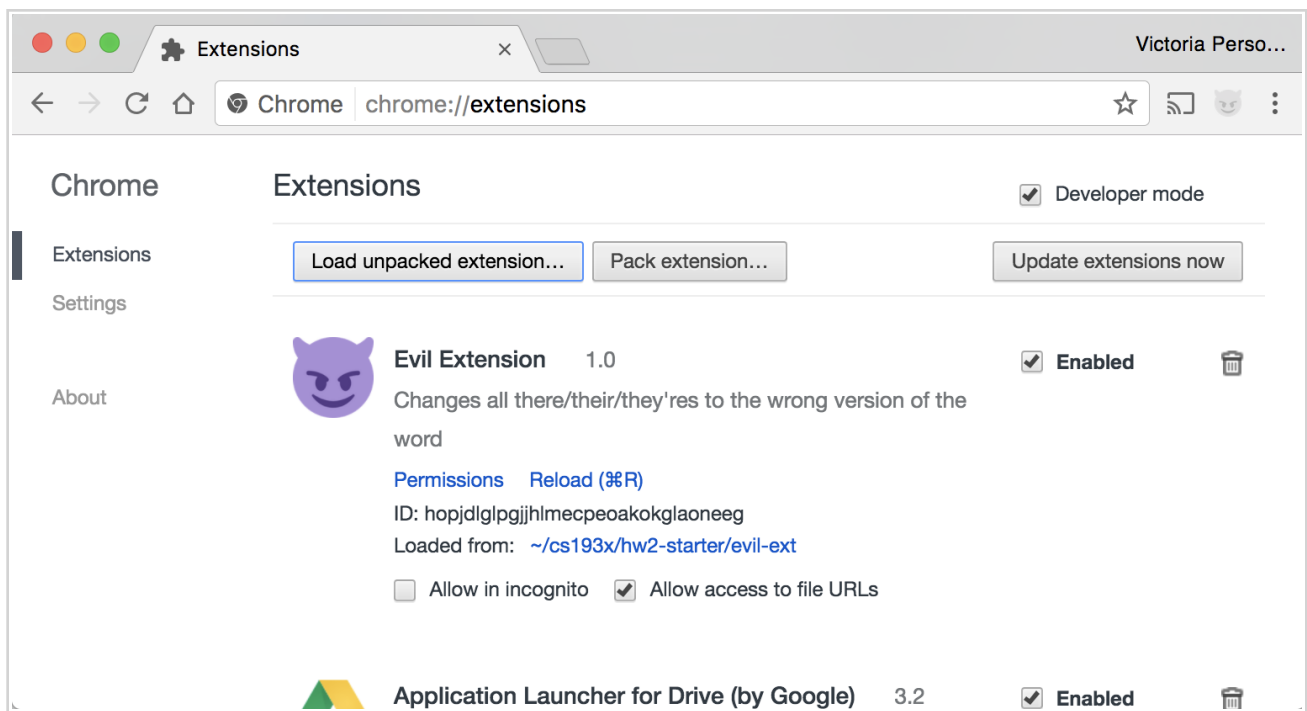 Extensions
Victoria Perso...
Chrome chrome://extensions
Chrome
Extensions
Developer mode
Extensions
Load unpacked extension...
Pack extension...
Update extensions now
Settings
Evil Extension 1.0
Enabled
About
Changes all there/their/they'res to the wrong version of the
word
Permissions Reload (⌘R)
ID: hopjdlglpgjjhlmecpeoakokglaoneeg
Loaded from: ~/cs193x/hw2-starter/evil-ext
Allow in incognito Allow access to file URLs
Application Launcher for Drive (by Google) 3.2
Enabled